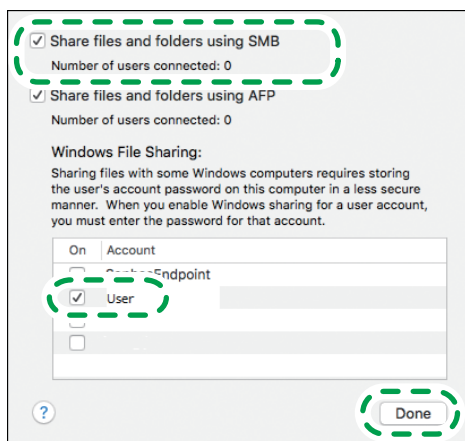 Share files and folders using SMB
Number of users connected: 0
Share files and folders using AFP
Number of users connected: 0
Windows File Sharing:
Sharing files with some Windows computers requires storing
the user's account password on this computer in a less secure
manner. When you enable Windows sharing for a user account,
you must enter the password for that account.
On Account
SophosEndpoint
User
? Done